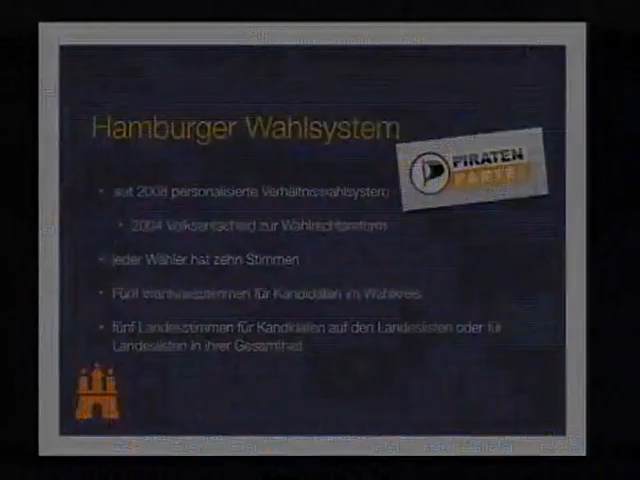 Hamburger Wahlsystem
PIRATEN
PARTEI
seit 2008 personalisierte Verhältniswahlsystem
2004 Volksentscheid zur Wahlrechtsreform
jeder Wähler hat zehn Stimmen
Fünf Wahlkreisstimmen für Kandidaten im Wahlkreis
fünf Landesstimmen für Kandidaten auf den Landeslisten oder für
Landeslisten in ihrer Gesamtheit